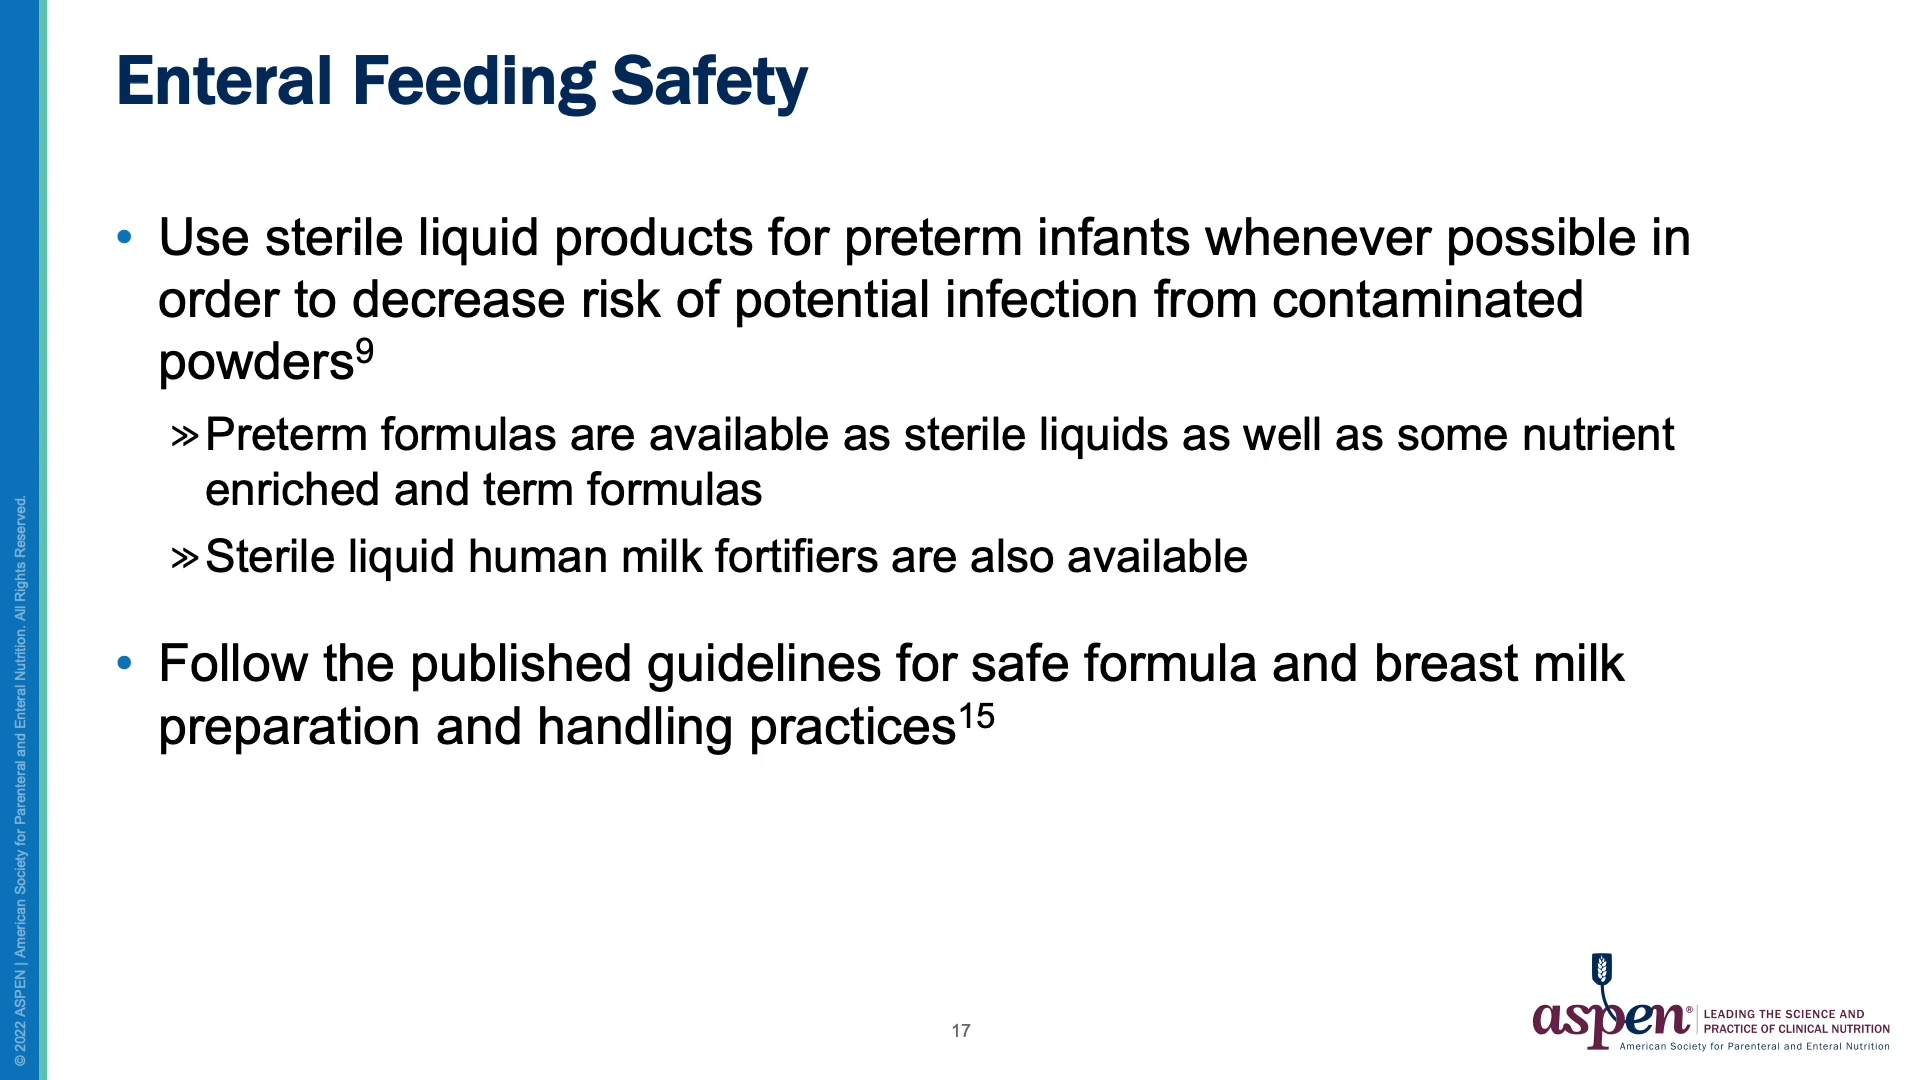 Enteral Feeding Safety
• Use sterile liquid products for preterm infants whenever possible in
order to decrease risk of potential infection from contaminated
powders⁹
» Preterm formulas are available as sterile liquids as well as some nutrient
enriched and term formulas
» Sterile liquid human milk fortifiers are also available
• Follow the published guidelines for safe formula and breast milk
preparation and handling practices¹⁵
© 2022 ASPEN | American Society for Parenteral and Enteral Nutrition. All Rights Reserved.
17
aspen®
LEADING THE SCIENCE AND
PRACTICE OF CLINICAL NUTRITION
American Society for Parenteral and Enteral Nutrition